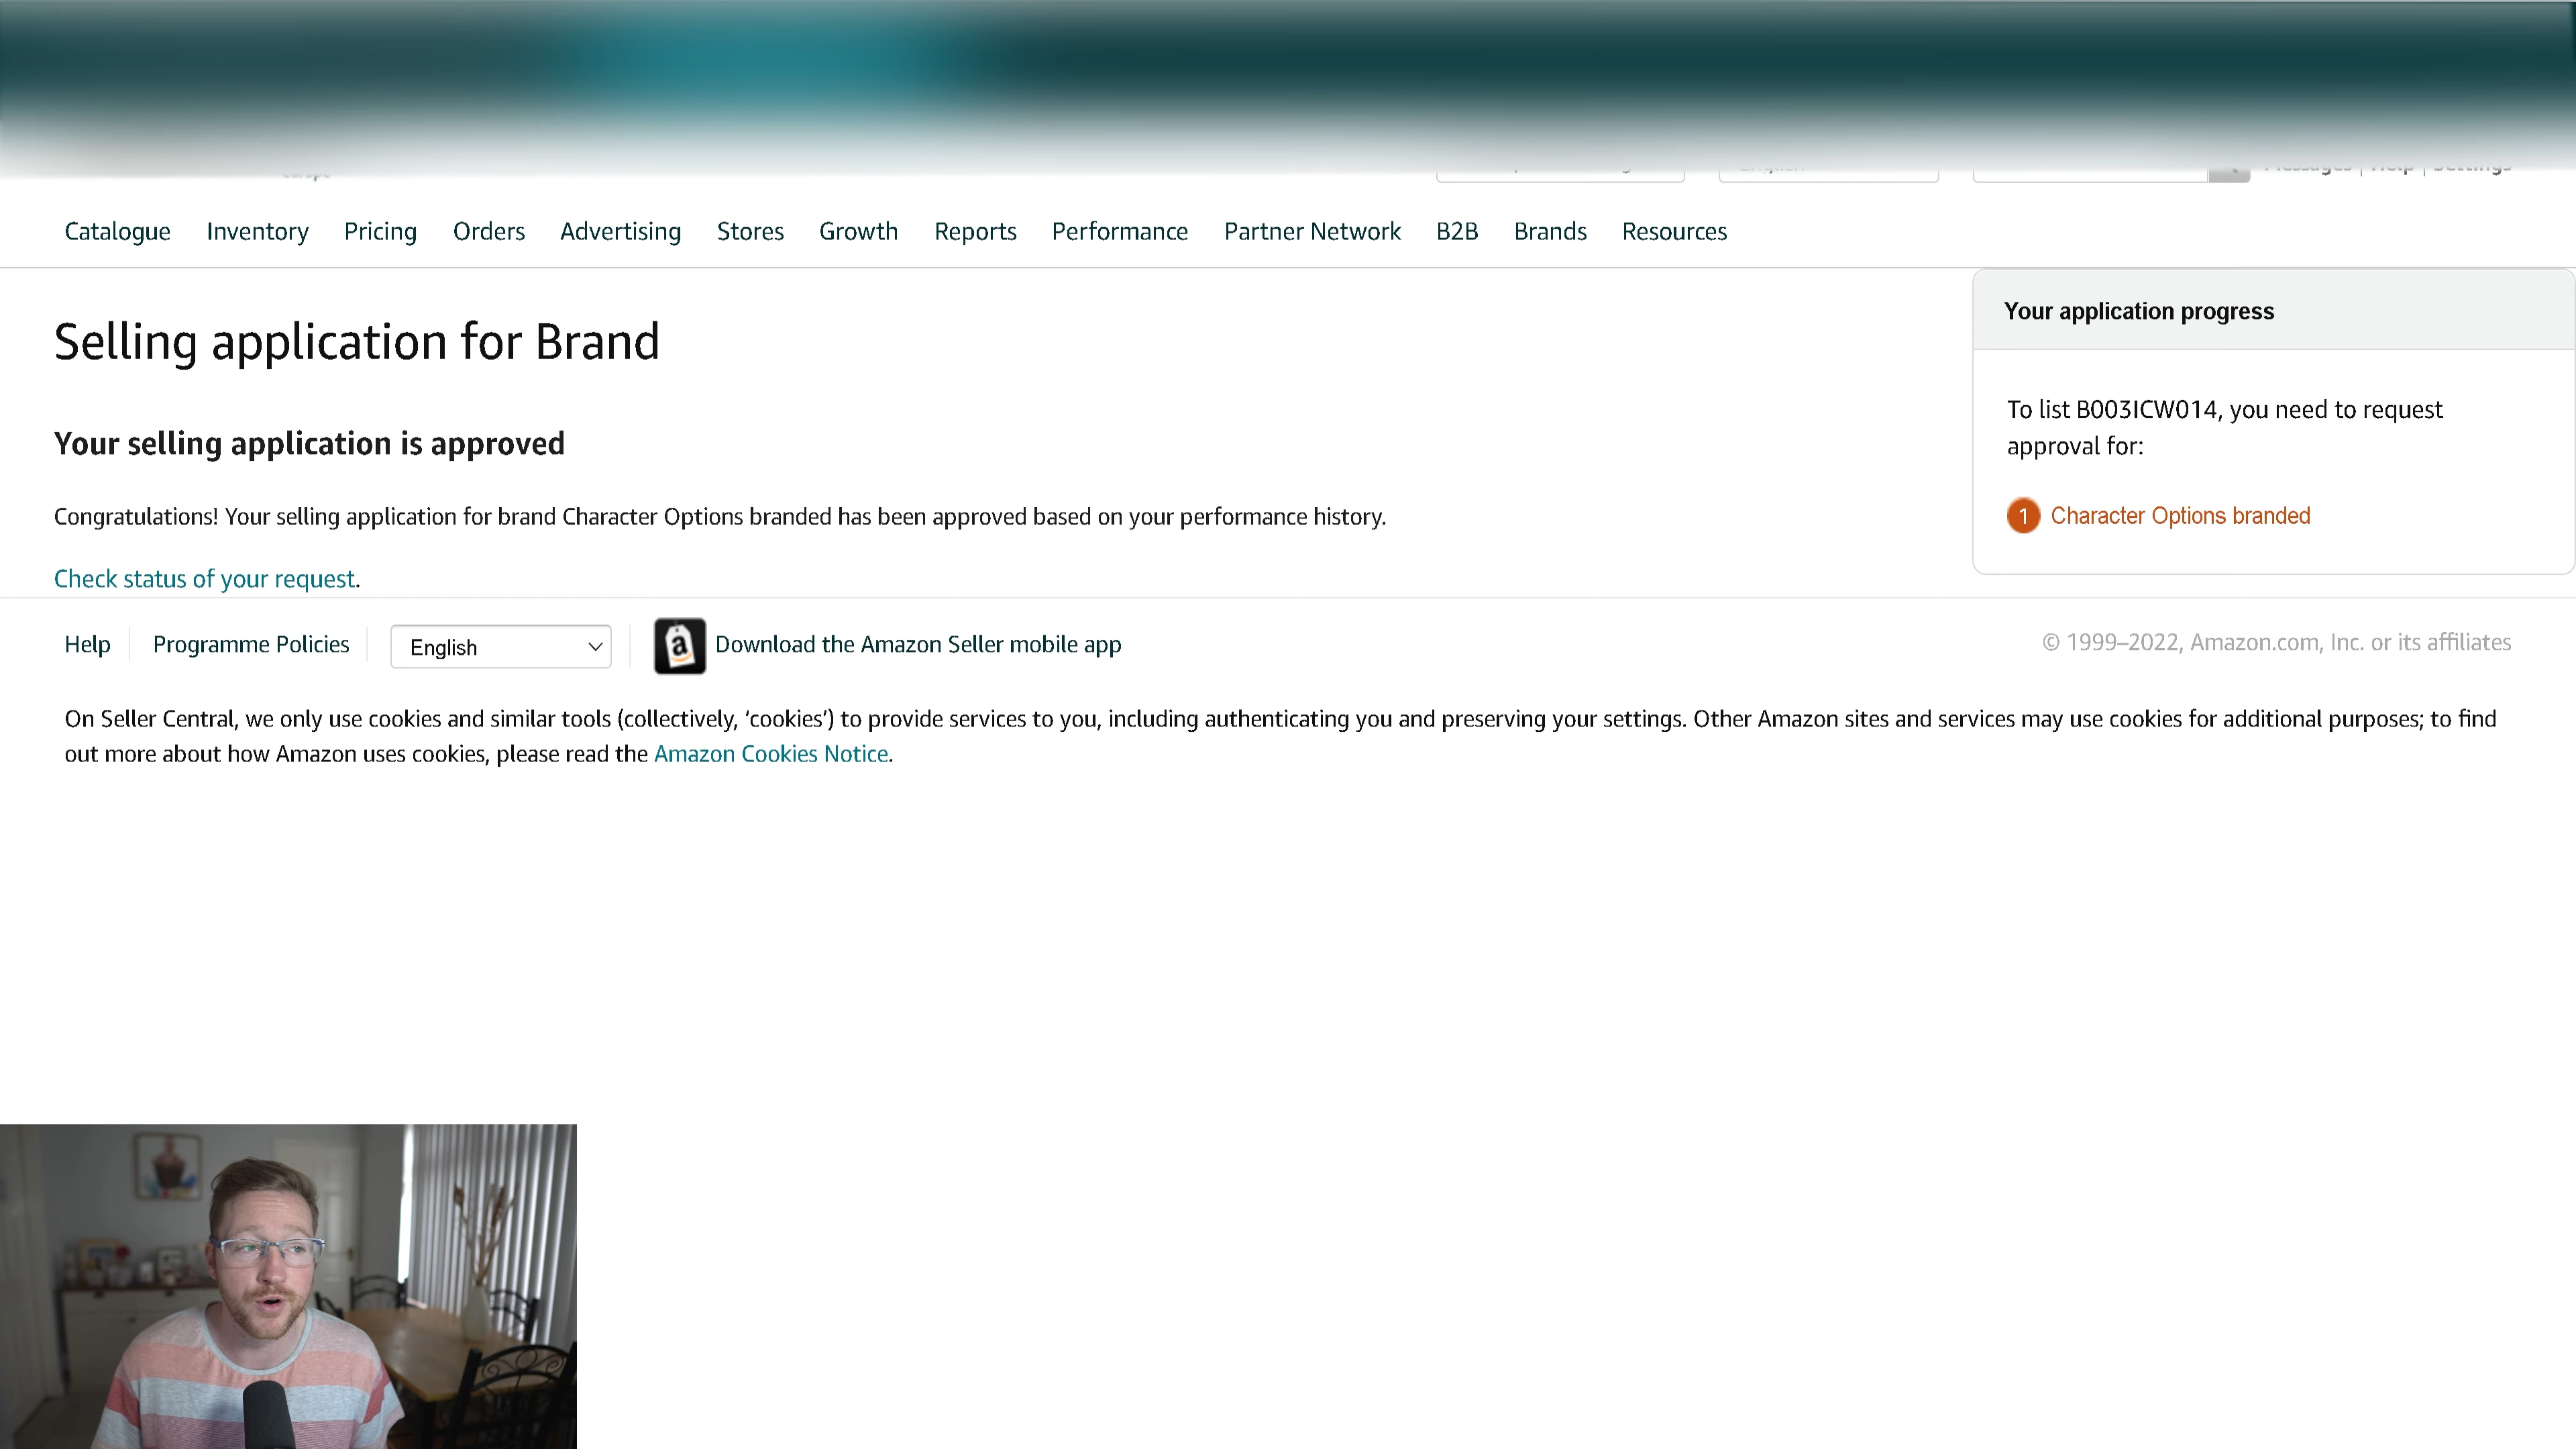 Catalogue Inventory Pricing Orders Advertising Stores Growth Reports Performance Partner Network B2B Brands Resources
Selling application for Brand
Your selling application is approved
Congratulations! Your selling application for brand Character Options branded has been approved based on your performance history.
Check status of your request.
Your application progress
To list B003ICW014, you need to request
approval for:
1 Character Options branded
Help Programme Policies English Download the Amazon Seller mobile app © 1999–2022, Amazon.com, Inc. or its affiliates
On Seller Central, we only use cookies and similar tools (collectively, ‘cookies’) to provide services to you, including authenticating you and preserving your settings. Other Amazon sites and services may use cookies for additional purposes; to find
out more about how Amazon uses cookies, please read the Amazon Cookies Notice.